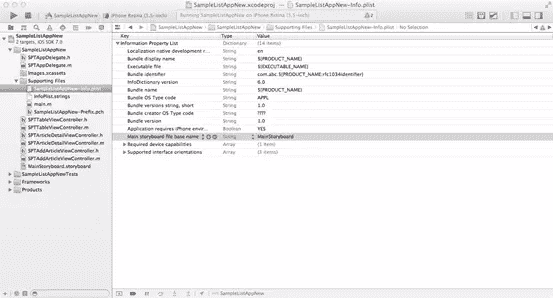 SampleListAppNew.xcodeproj — SampleListAppNew-Info.plist
SampleListAppNew
iPhone Retina (3.5-inch)
Running SampleListAppNew on iPhone Retina (3.5-inch)
SampleListAppNew
Supporting Files
SampleListAppNew-Info.plist
No Selection
SampleListAppNew
2 targets, iOS SDK 7.0
SampleListAppNew
SPTAppDelegate.h
SPTAppDelegate.m
Images.xcassets
Supporting Files
SampleListAppNew-Info.plist
InfoPlist.strings
main.m
SampleListAppNew-Prefix.pch
SPTTableViewController.h
SPTTableViewController.m
SPTArticleDetailViewController.h
SPTArticleDetailViewController.m
SPTAddArticleViewController.h
SPTAddArticleViewController.m
MainStoryboard.storyboard
SampleListAppNewTests
Frameworks
Products
Key Type Value
Information Property List Dictionary (14 items)
Localization native development r... String en
Bundle display name String ${PRODUCT_NAME}
Executable file String ${EXECUTABLE_NAME}
Bundle identifier String com.abc.${PRODUCT_NAME:rfc1034identifier}
InfoDictionary version String 6.0
Bundle name String ${PRODUCT_NAME}
Bundle OS Type code String APPL
Bundle versions string, short String 1.0
Bundle creator OS Type code String ????
Bundle version String 1.0
Application requires iPhone envir... Boolean YES
Main storyboard file base name String MainStoryboard
Required device capabilities Array (1 item)
Supported interface orientations Array (3 items)
SampleListAppNew